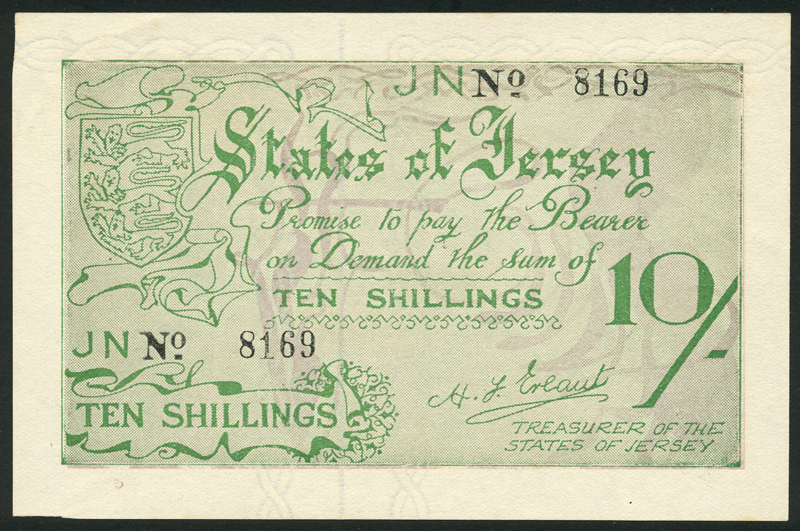 JN No 8169
States of Jersey
Promise to pay the Bearer
on Demand the sum of
TEN SHILLINGS
10/-
JN No 8169
TEN SHILLINGS
H. F. Ereaut
TREASURER OF THE
STATES OF JERSEY